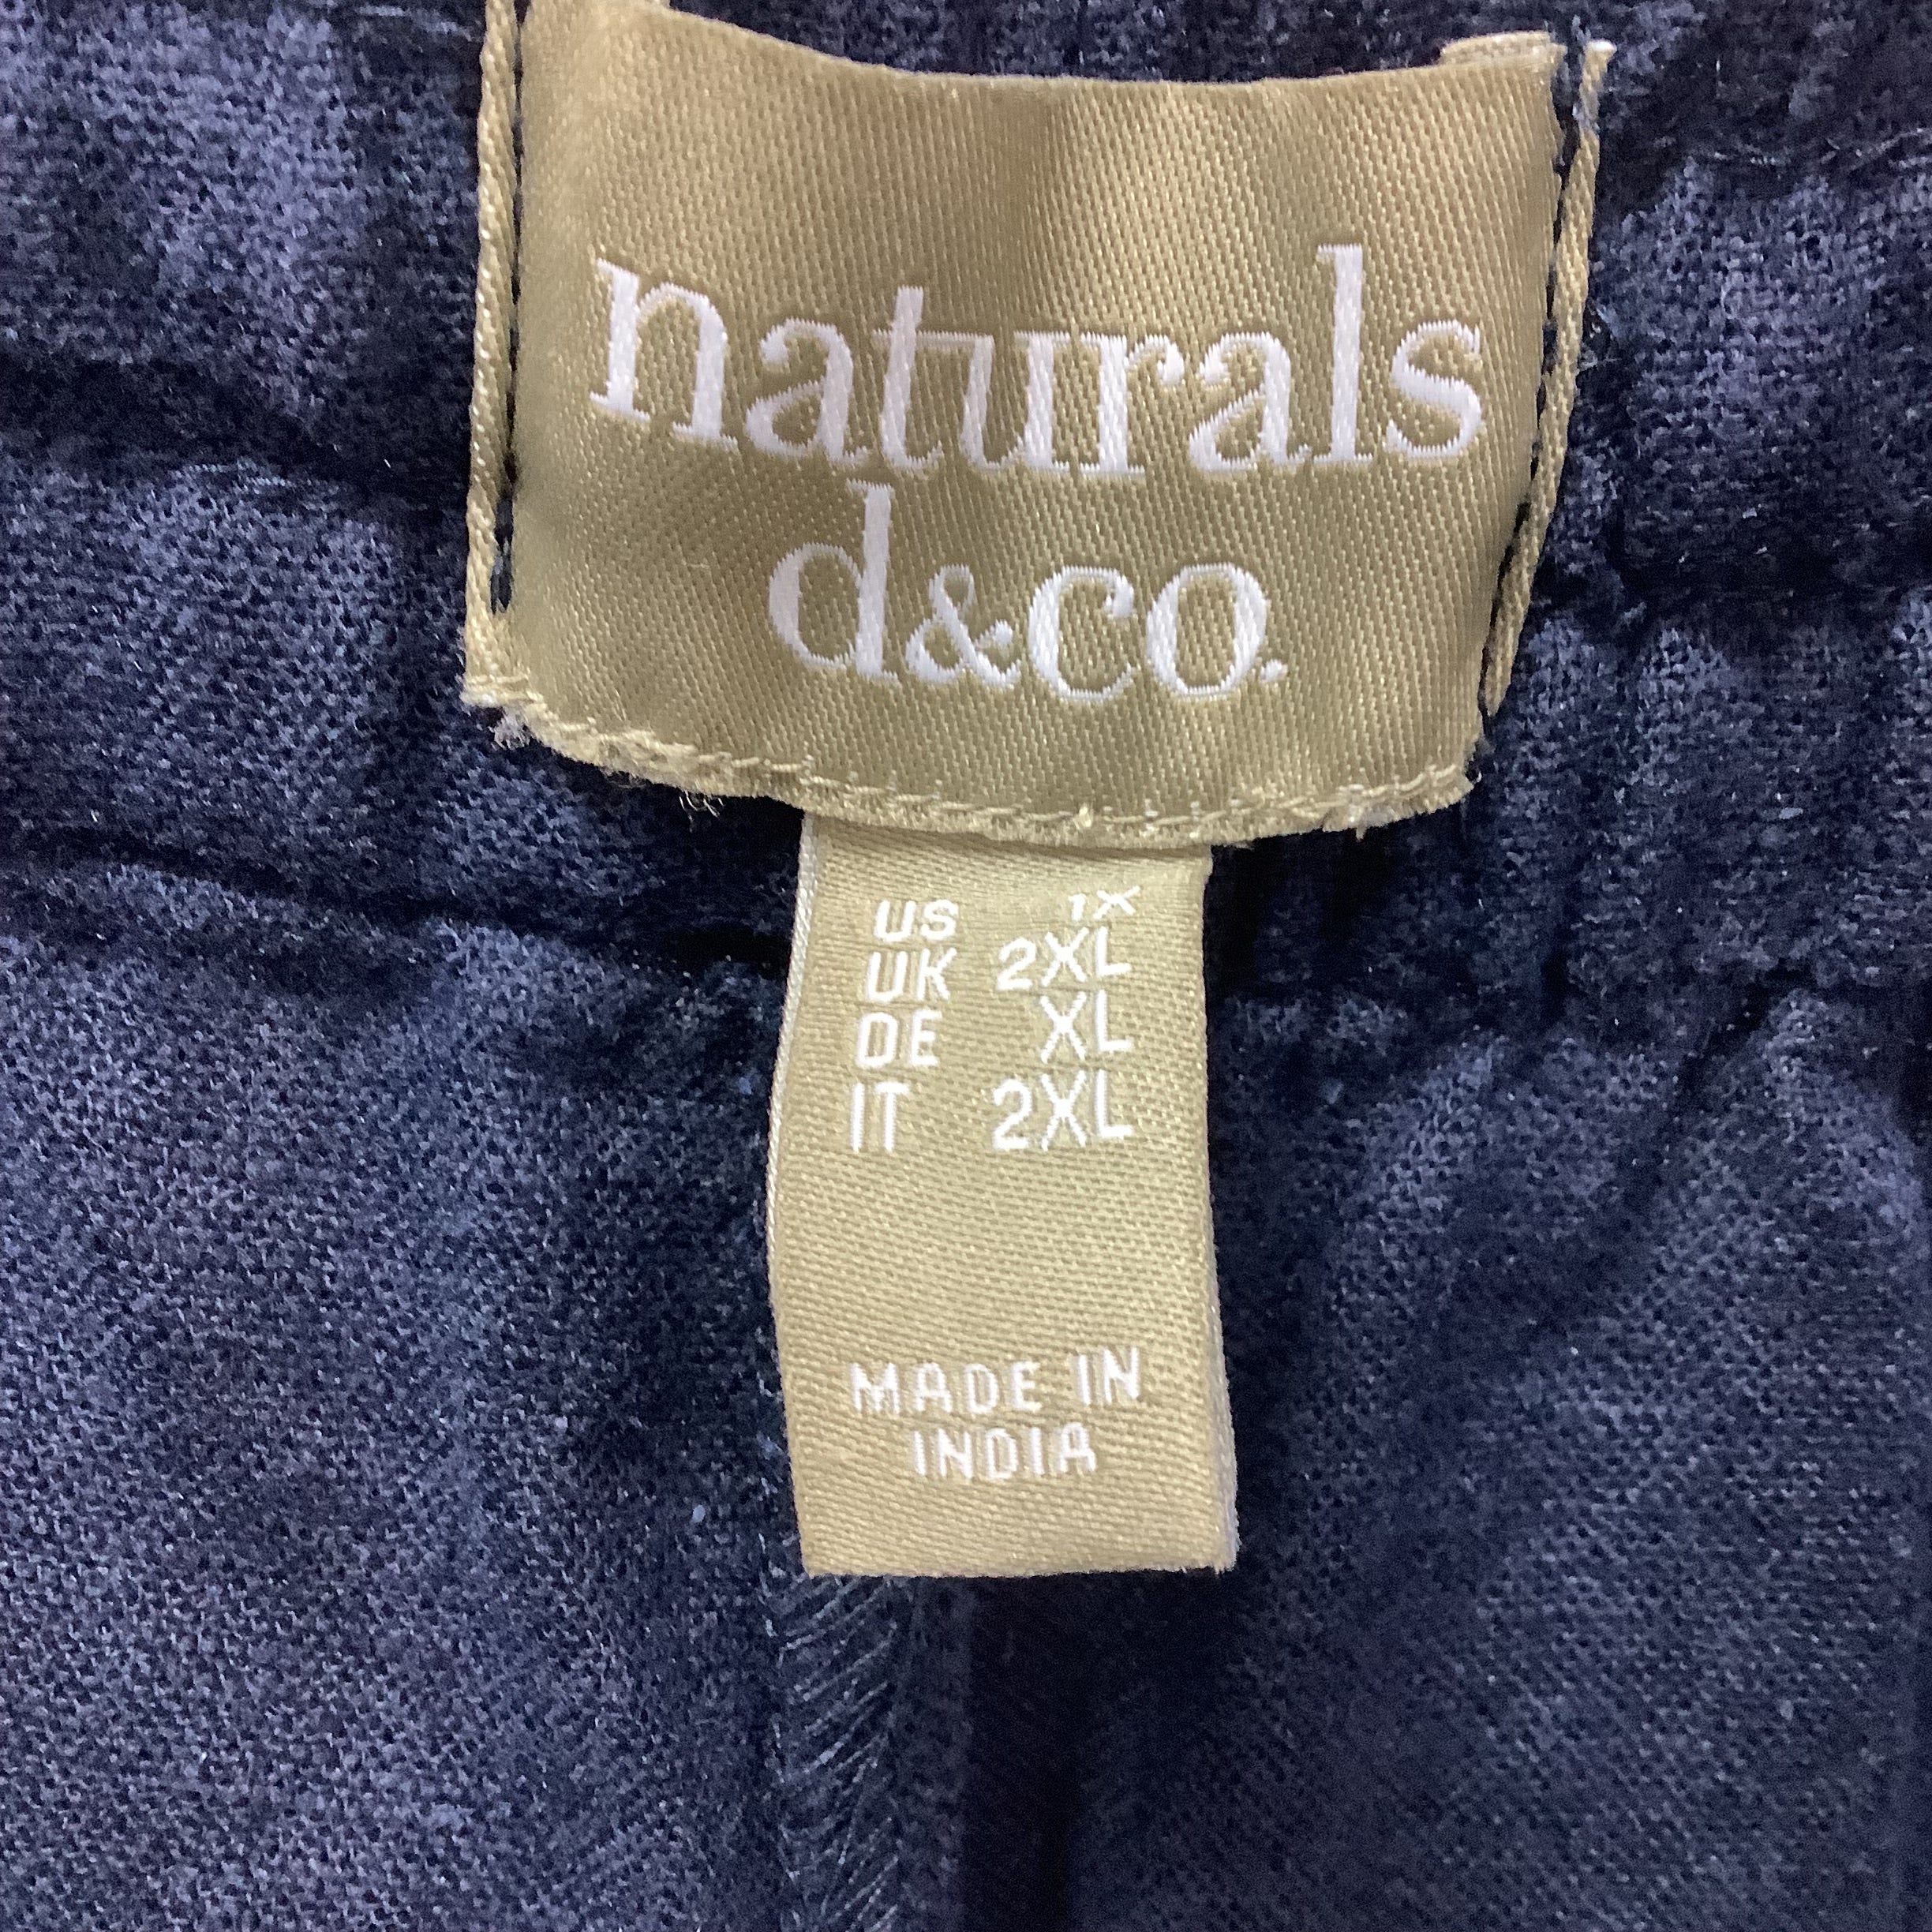 naturals
d&co.
US 1X
UK 2XL
DE XL
IT 2XL
MADE IN
INDIA